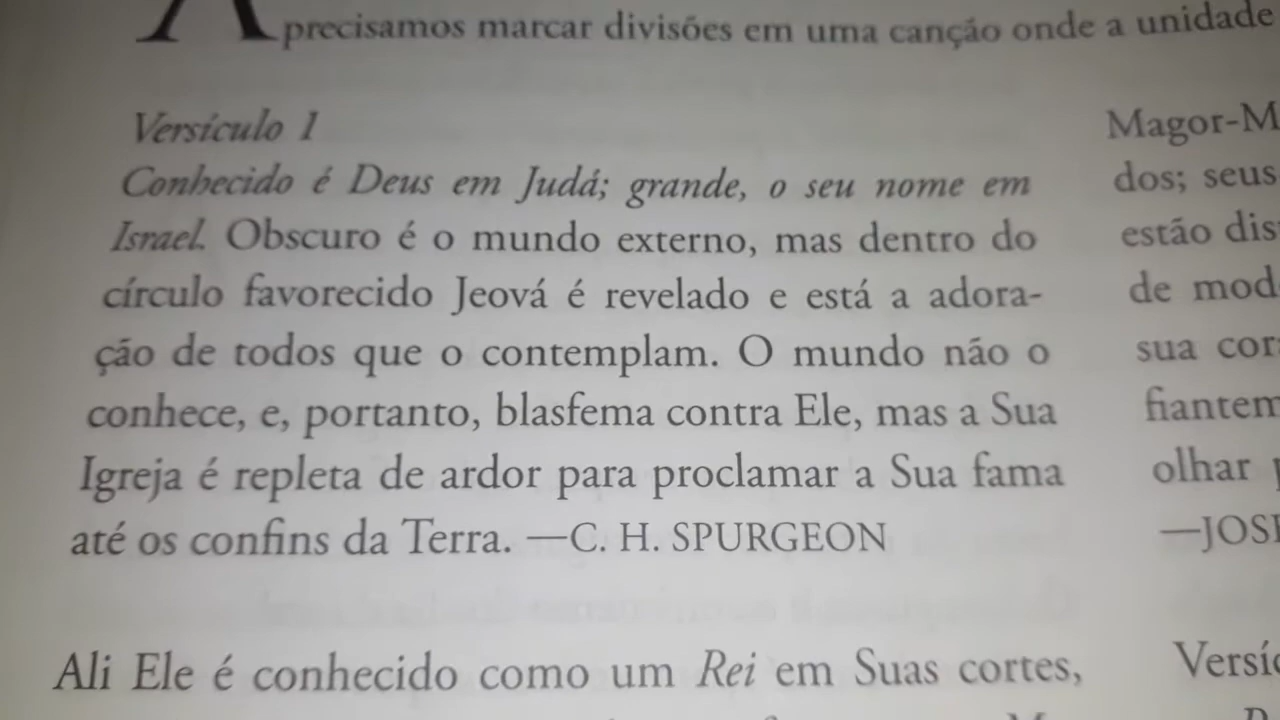 precisamos marcar divisões em uma canção onde a unidade
Versículo 1
Conhecido é Deus em Judá; grande, o seu nome em
Israel. Obscuro é o mundo externo, mas dentro do
círculo favorecido Jeová é revelado e está a adora-
ção de todos que o contemplam. O mundo não o
conhece, e, portanto, blasfema contra Ele, mas a Sua
Igreja é repleta de ardor para proclamar a Sua fama
até os confins da Terra. —C. H. SPURGEON
Ali Ele é conhecido como um Rei em Suas cortes,
Magor-M
dos; seus
estão dis
de mod
sua cor
fiantem
olhar
—JOSE
Versíc